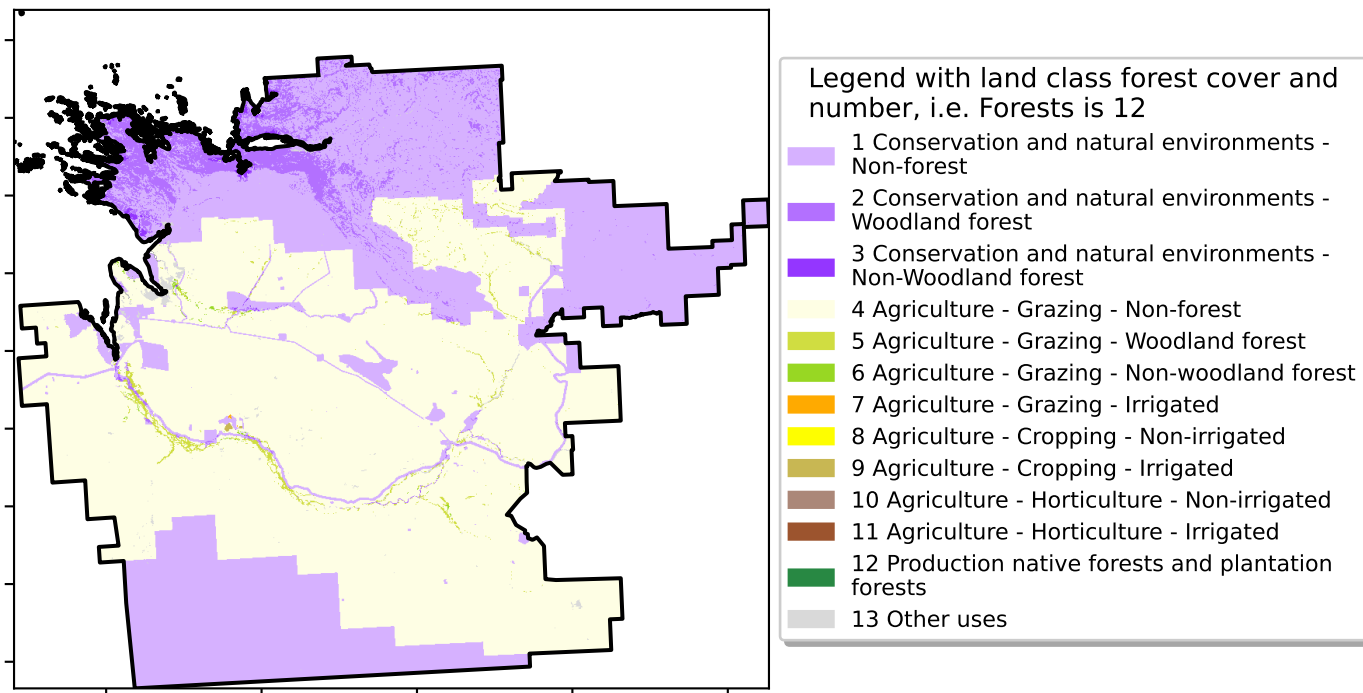 Legend with land class forest cover and
number, i.e. Forests is 12
1 Conservation and natural environments -
Non-forest
2 Conservation and natural environments -
Woodland forest
3 Conservation and natural environments -
Non-Woodland forest
4 Agriculture - Grazing - Non-forest
5 Agriculture - Grazing - Woodland forest
6 Agriculture - Grazing - Non-woodland forest
7 Agriculture - Grazing - Irrigated
8 Agriculture - Cropping - Non-irrigated
9 Agriculture - Cropping - Irrigated
10 Agriculture - Horticulture - Non-irrigated
11 Agriculture - Horticulture - Irrigated
12 Production native forests and plantation
forests
13 Other uses